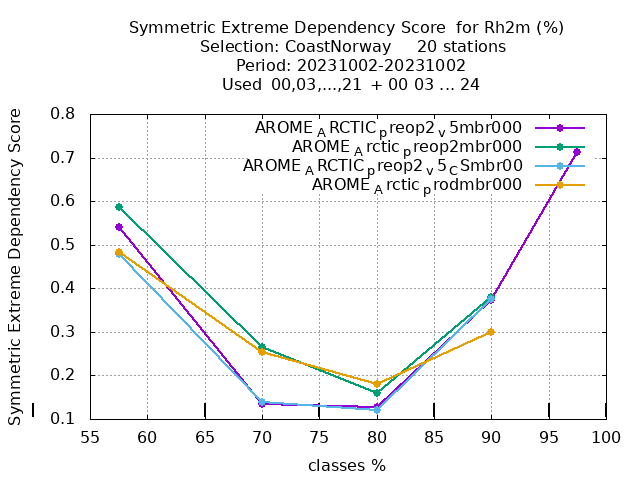 Symmetric Extreme Dependency Score for Rh2m (%)
Selection: CoastNorway 20 stations
Period: 20231002-20231002
Used 00,03,...,21 + 00 03 ... 24
AROME_ARCTIC_preop2_v5mbr000
AROME_Arctic_preop2mbr000
AROME_ARCTIC_preop2_v5_CSmbr00
AROME_Arctic_prodmbr000
Symmetric Extreme Dependency Score
0.8
0.7
0.6
0.5
0.4
0.3
0.2
0.1
55 60 65 70 75 80 85 90 95 100
classes %